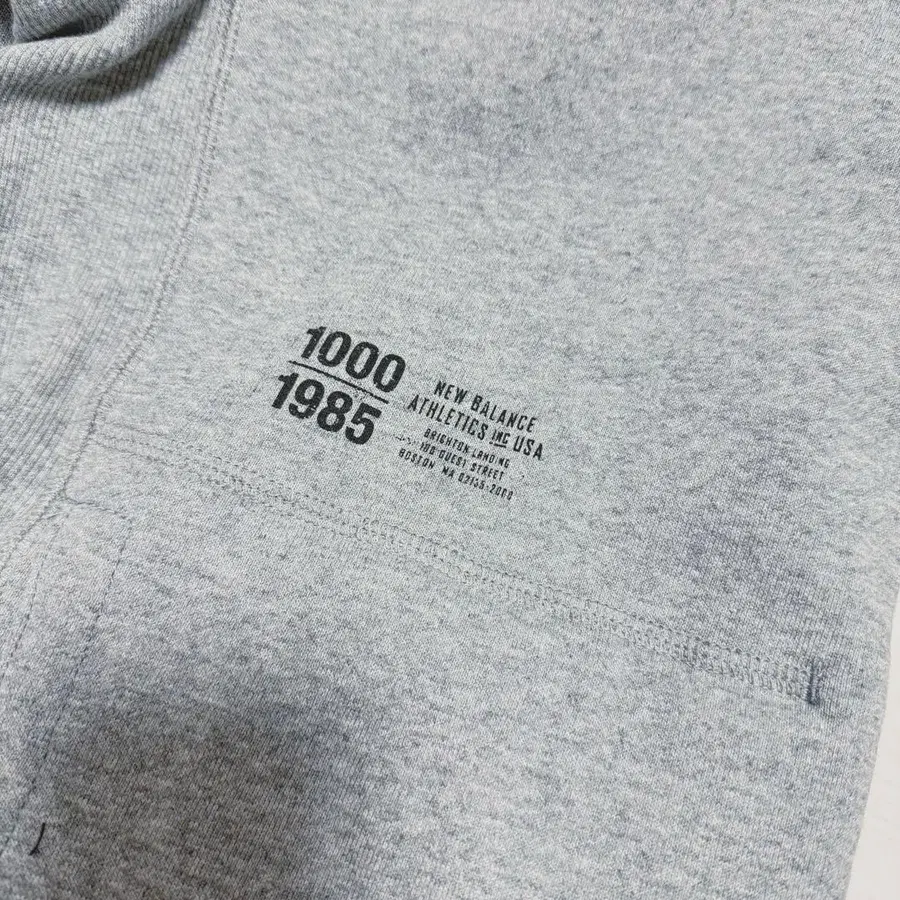 1000
1985
NEW BALANCE
ATHLETICS INC USA
BRIGHTON LANDING
100 GUEST STREET
BOSTON MA 02135-2088